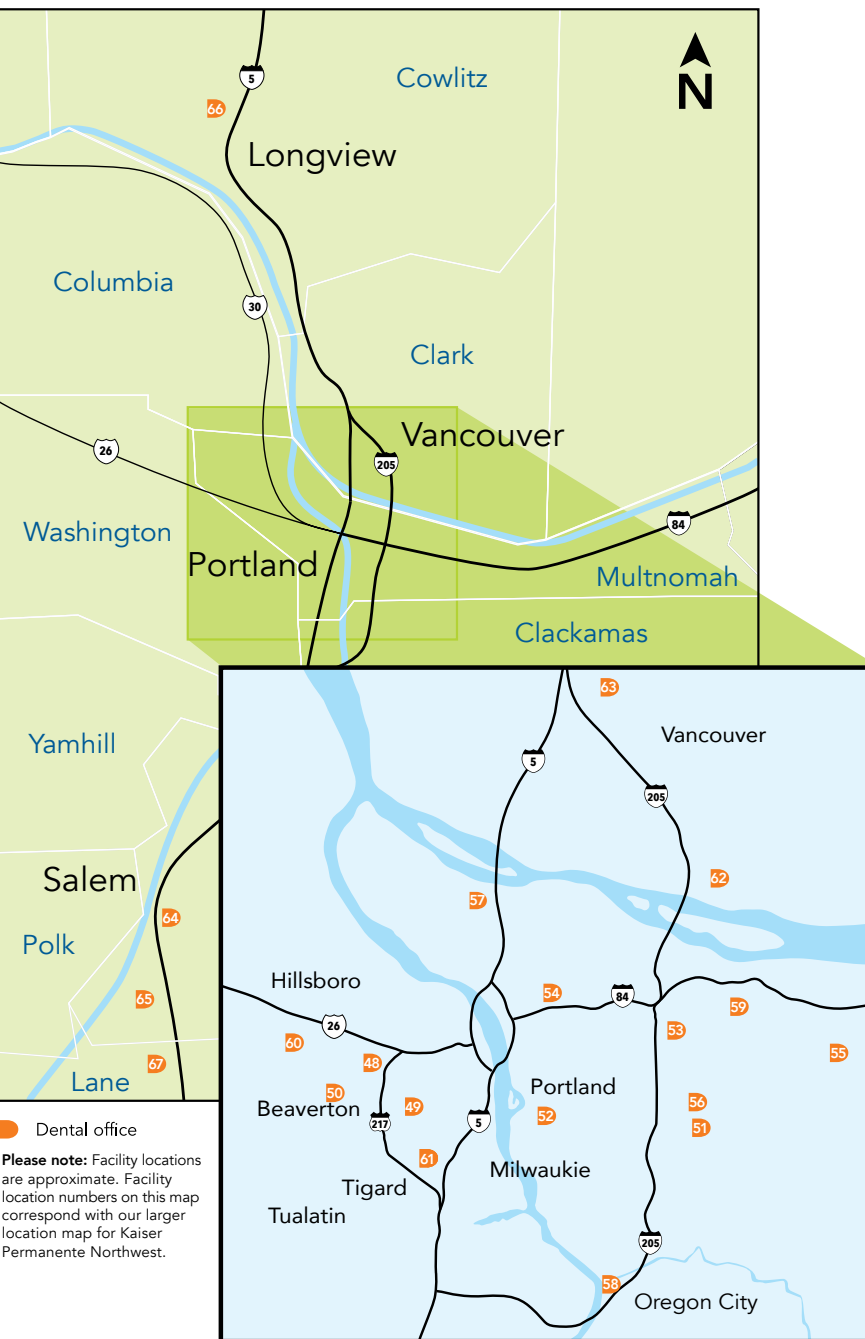 N
Cowlitz
5
66
Longview
Columbia
30
Clark
Vancouver
26
205
84
Washington
Portland
Multnomah
Clackamas
63
Vancouver
Yamhill
5
205
62
Salem
57
64
Polk
Hillsboro
54
84
65
59
26
53
60
55
48
67
Lane
50
Portland
49
56
Beaverton
52
217
5
51
Dental office
61
Milwaukie
Please note: Facility locations
are approximate. Facility
location numbers on this map
correspond with our larger
location map for Kaiser
Permanente Northwest.
Tigard
Tualatin
205
58
Oregon City